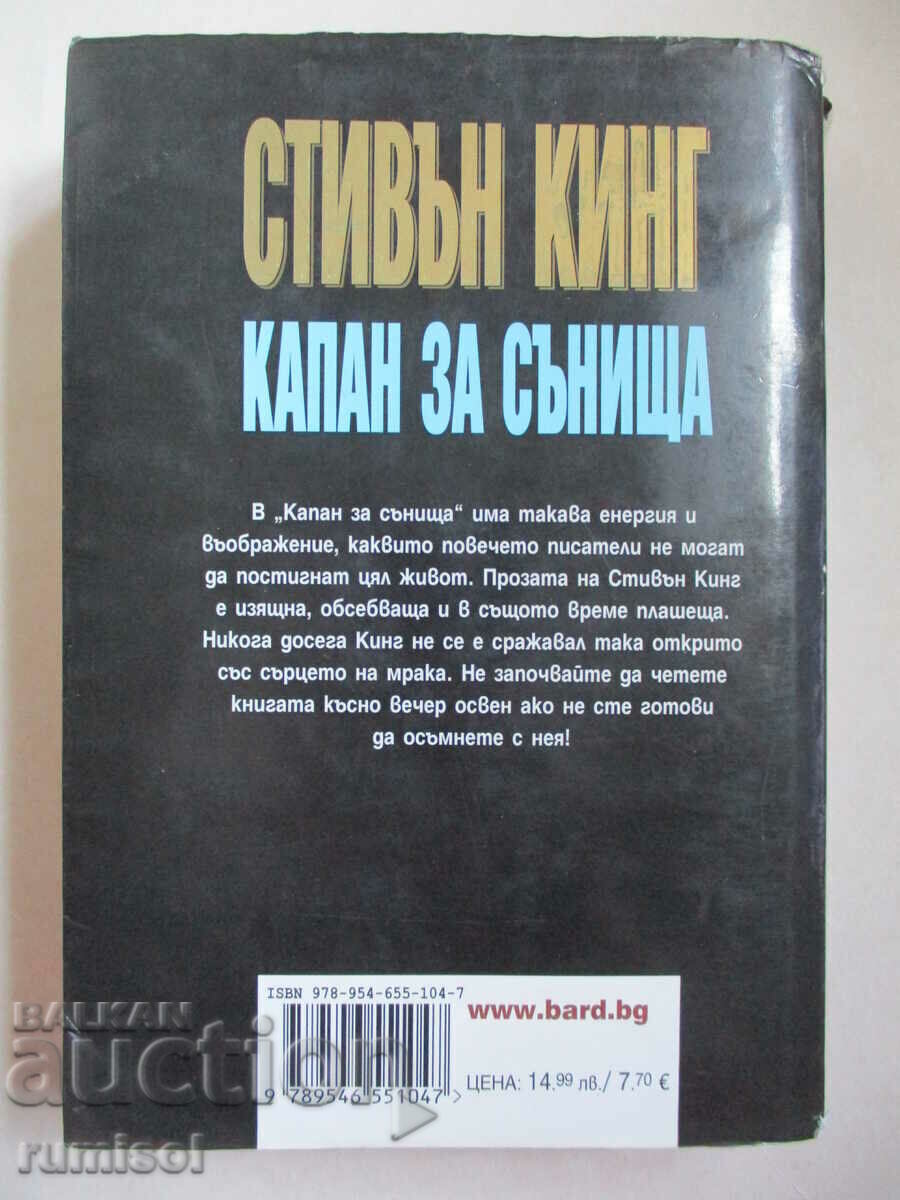 СТИВЪН КИНГ
КАПАН ЗА СЪНИЩА
В „Капан за сънища“ има такава енергия и
въображение, каквито повечето писатели не могат
да постигнат цял живот. Прозата на Стивън Кинг
е изящна, обсебваща и в същото време плашеща.
Никога досега Кинг не се е сражавал така открито
със сърцето на мрака. Не започвайте да четете
книгата късно вечер освен ако не сте готови
да осъмнете с нея!
ISBN 978-954-655-104-7
www.bard.bg
ЦЕНА: 14.99 лв./ 7.70 €
9 789546 551047 >
BALKAN
auction
rumisol